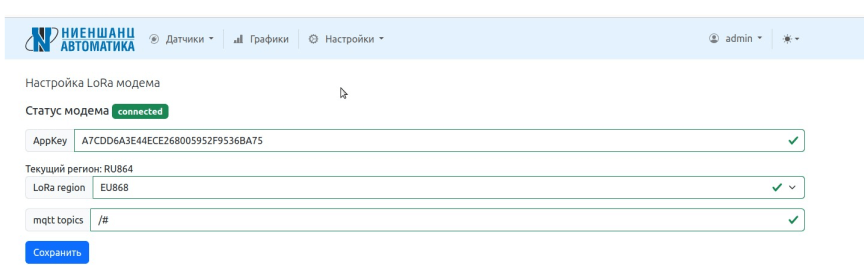 НИЕНШАНЦ
АВТОМАТИКА
Датчики Графики Настройки admin
Настройка LoRa модема
Статус модема connected
AppKey A7CDD6A3E44ECE268005952F9536BA75
Текущий регион: RU864
LoRa region EU868
mqtt topics /#
Сохранить